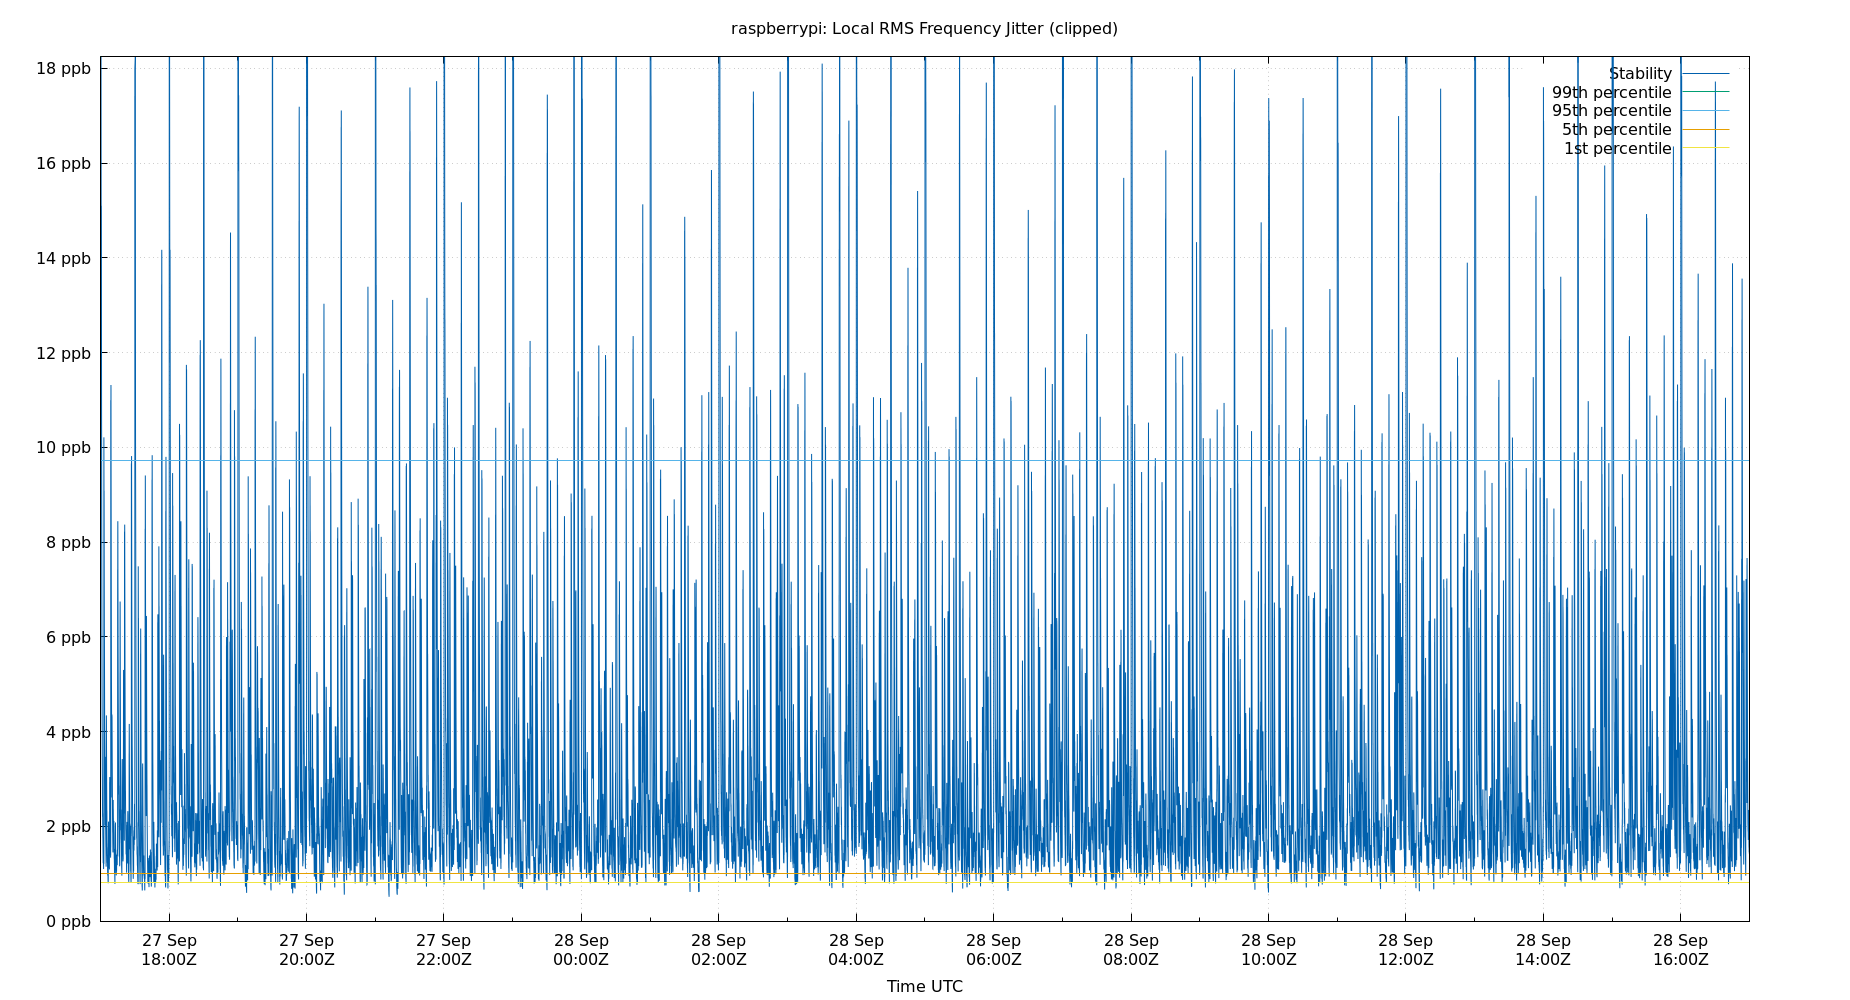 raspberrypi: Local RMS Frequency Jitter (clipped)
18 ppb
16 ppb
14 ppb
12 ppb
10 ppb
8 ppb
6 ppb
4 ppb
2 ppb
0 ppb
Stability
99th percentile
95th percentile
5th percentile
1st percentile
27 Sep 27 Sep 27 Sep 28 Sep 28 Sep 28 Sep 28 Sep 28 Sep 28 Sep 28 Sep 28 Sep 28 Sep
18:00Z 20:00Z 22:00Z 00:00Z 02:00Z 04:00Z 06:00Z 08:00Z 10:00Z 12:00Z 14:00Z 16:00Z
Time UTC